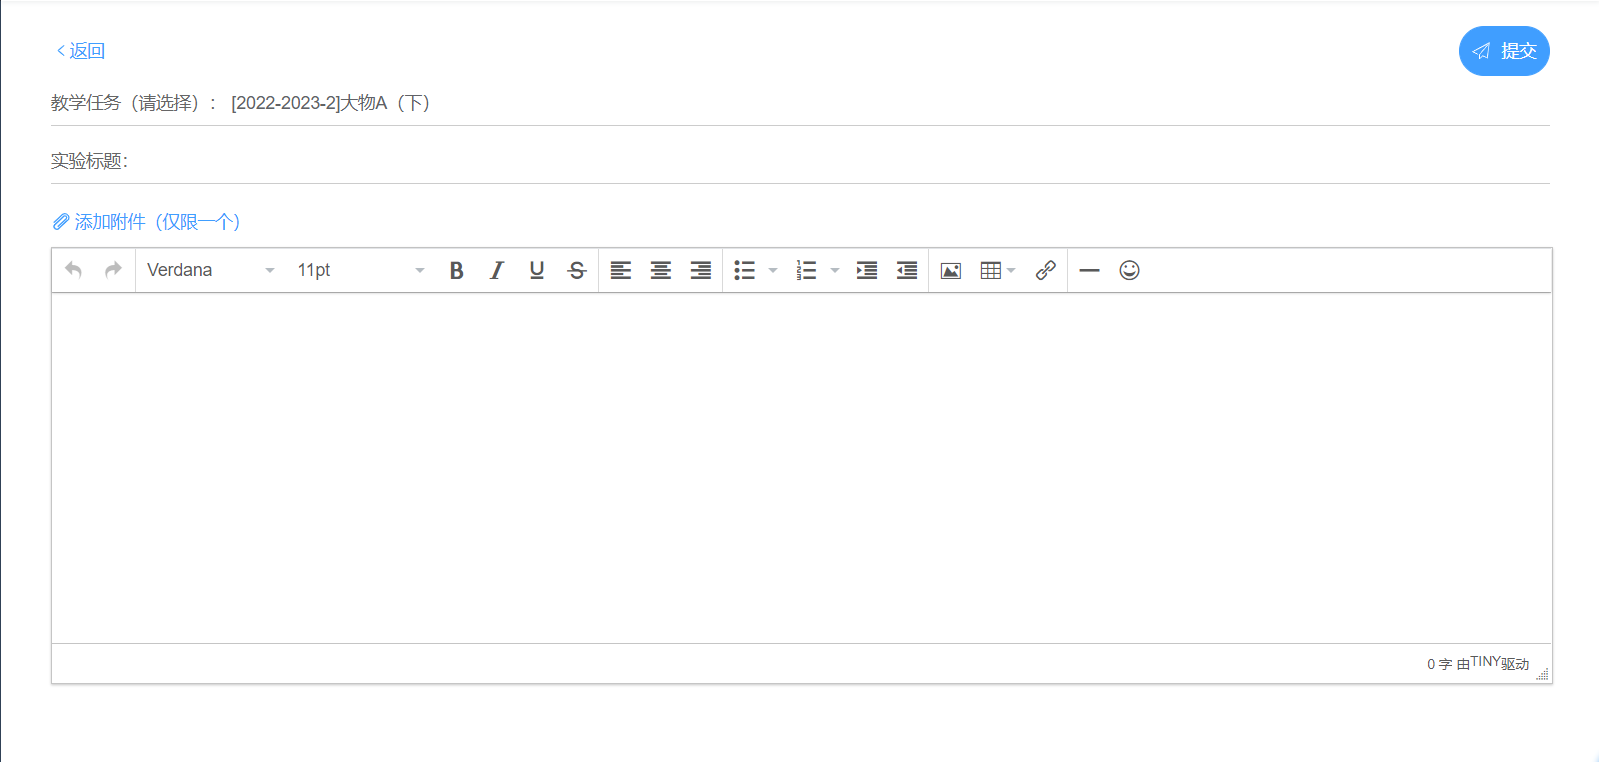 返回
提交
教学任务（请选择）： [2022-2023-2]大物A（下）
实验标题：
添加附件（仅限一个）
Verdana 11pt B I U S
0 字 由TINY驱动